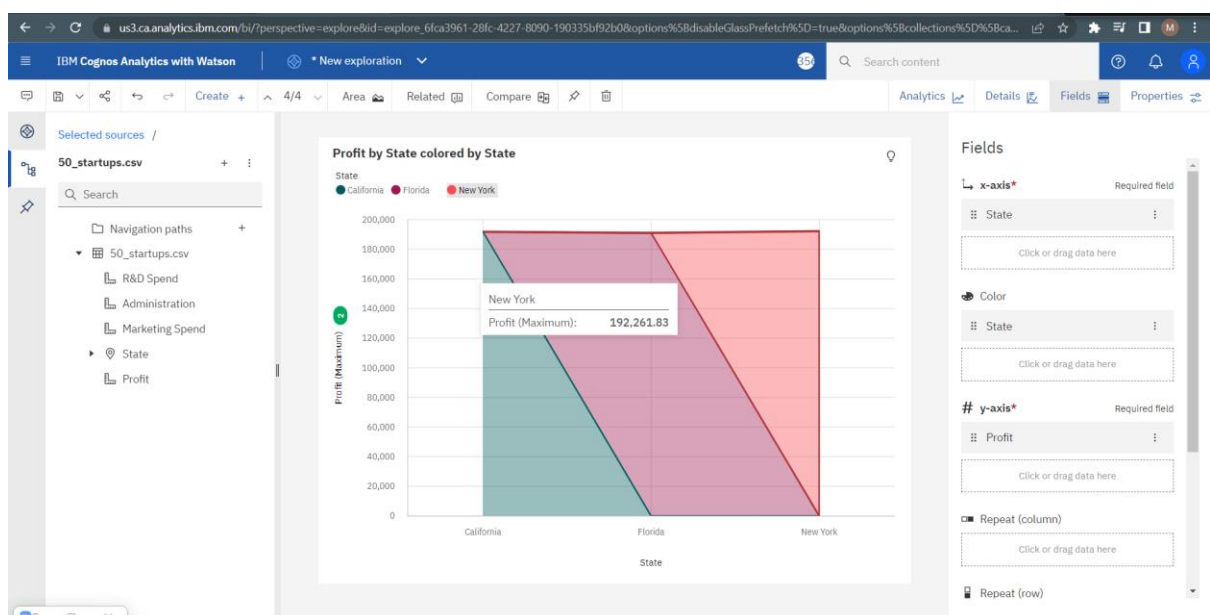 us3.ca.analytics.ibm.com/bi/?perspective=explore&id=explore_6fca3961-28fc-4227-8090-190335bf92b0&options%5BdisableGlassPrefetch%5D=true&options%5Bcollections%5D%5Bca...
M
IBM Cognos Analytics with Watson
* New exploration
Search content
Create +
4/4
Area
Related
Compare
Analytics
Details
Fields
Properties
Selected sources /
50_startups.csv
Search
Navigation paths
50_startups.csv
R&D Spend
Administration
Marketing Spend
State
Profit
Profit by State colored by State
State
California
Florida
New York
200,000
180,000
160,000
140,000
120,000
100,000
80,000
60,000
40,000
20,000
0
Profit (Maximum)
2
New York
Profit (Maximum): 192,261.83
California
Florida
New York
State
Fields
x-axis* Required field
State
Click or drag data here
Color
State
Click or drag data here
# y-axis* Required field
Profit
Click or drag data here
Repeat (column)
Click or drag data here
Repeat (row)